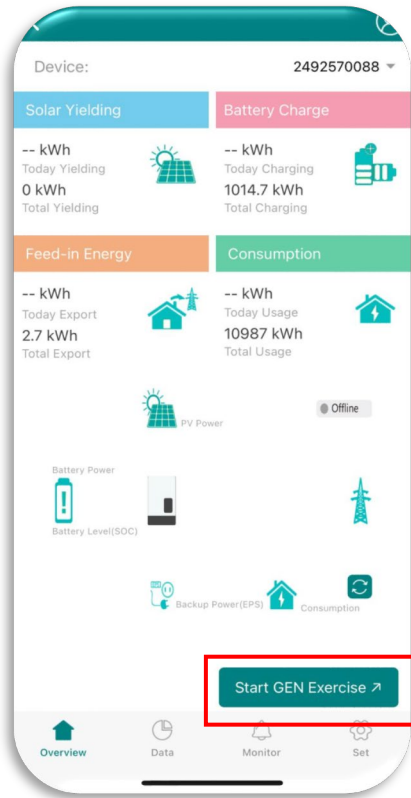 Device: 2492570088
Solar Yielding Battery Charge
-- kWh -- kWh
Today Yielding Today Charging
0 kWh 1014.7 kWh
Total Yielding Total Charging
Feed-in Energy Consumption
-- kWh -- kWh
Today Export Today Usage
2.7 kWh 10987 kWh
Total Export Total Usage
PV Power Offline
Battery Power
Battery Level(SOC)
Backup Power(EPS) Consumption
Start GEN Exercise ↗
Overview Data Monitor Set